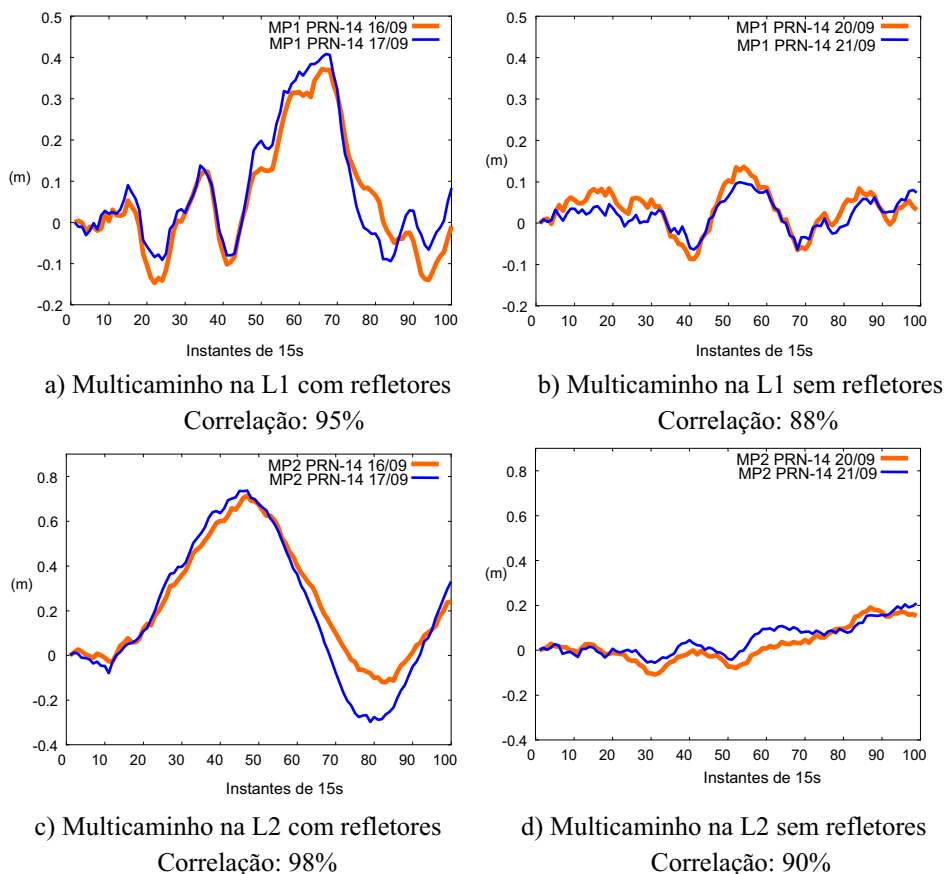 MP1 PRN-14 16/09
MP1 PRN-14 17/09
0.5
0.4
0.3
0.2
(m)
0.1
0
-0.1
-0.2
0 10 20 30 40 50 60 70 80 90 100
Instantes de 15s
a) Multicaminho na L1 com refletores
Correlação: 95%
MP1 PRN-14 20/09
MP1 PRN-14 21/09
0.5
0.4
0.3
0.2
(m)
0.1
0
-0.1
-0.2
0 10 20 30 40 50 60 70 80 90 100
Instantes de 15s
b) Multicaminho na L1 sem refletores
Correlação: 88%
MP2 PRN-14 16/09
MP2 PRN-14 17/09
0.8
0.6
0.4
(m)
0.2
0
-0.2
-0.4
0 10 20 30 40 50 60 70 80 90 100
Instantes de 15s
c) Multicaminho na L2 com refletores
Correlação: 98%
MP2 PRN-14 20/09
MP2 PRN-14 21/09
0.8
0.6
0.4
(m)
0.2
0
-0.2
-0.4
0 10 20 30 40 50 60 70 80 90 100
Instantes de 15s
d) Multicaminho na L2 sem refletores
Correlação: 90%